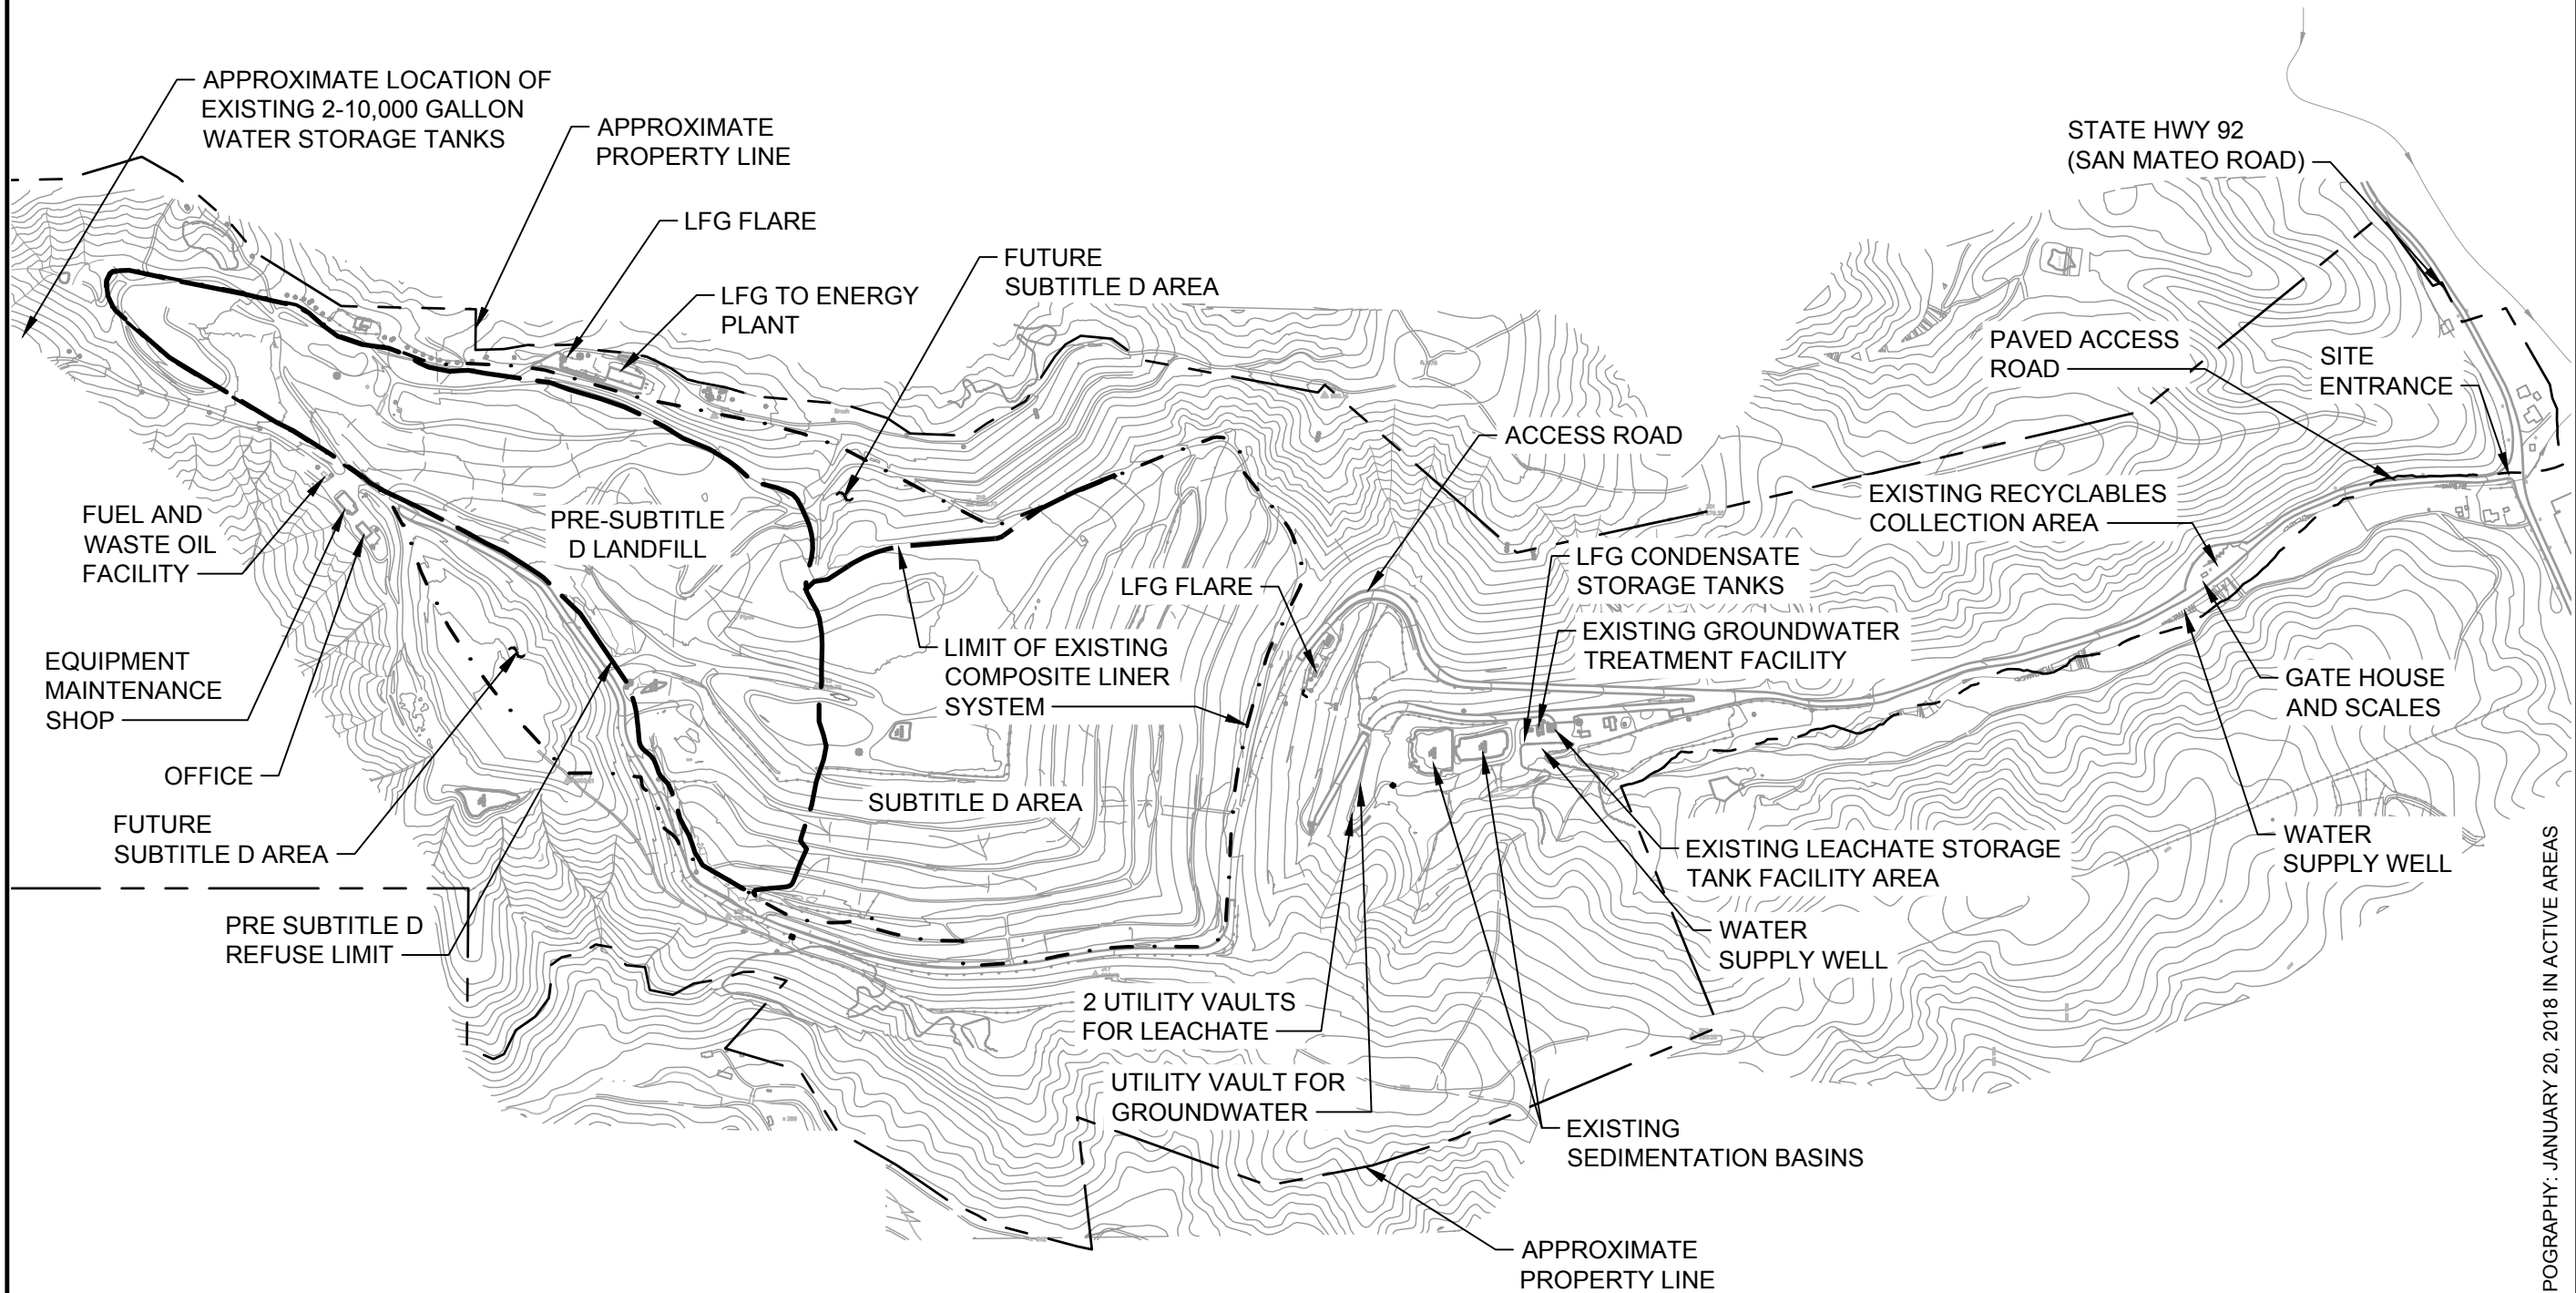 APPROXIMATE LOCATION OF
EXISTING 2-10,000 GALLON
WATER STORAGE TANKS
APPROXIMATE
PROPERTY LINE
LFG FLARE
LFG TO ENERGY
PLANT
FUTURE
SUBTITLE D AREA
STATE HWY 92
(SAN MATEO ROAD)
PAVED ACCESS
ROAD
SITE
ENTRANCE
ACCESS ROAD
EXISTING RECYCLABLES
COLLECTION AREA
FUEL AND
WASTE OIL
FACILITY
PRE-SUBTITLE
D LANDFILL
LFG FLARE
LFG CONDENSATE
STORAGE TANKS
EXISTING GROUNDWATER
TREATMENT FACILITY
LIMIT OF EXISTING
COMPOSITE LINER
SYSTEM
EQUIPMENT
MAINTENANCE
SHOP
GATE HOUSE
AND SCALES
OFFICE
SUBTITLE D AREA
FUTURE
SUBTITLE D AREA
WATER
SUPPLY WELL
EXISTING LEACHATE STORAGE
TANK FACILITY AREA
PRE SUBTITLE D
REFUSE LIMIT
WATER
SUPPLY WELL
2 UTILITY VAULTS
FOR LEACHATE
UTILITY VAULT FOR
GROUNDWATER
EXISTING
SEDIMENTATION BASINS
APPROXIMATE
PROPERTY LINE
POGRAPHY: JANUARY 20, 2018 IN ACTIVE AREAS